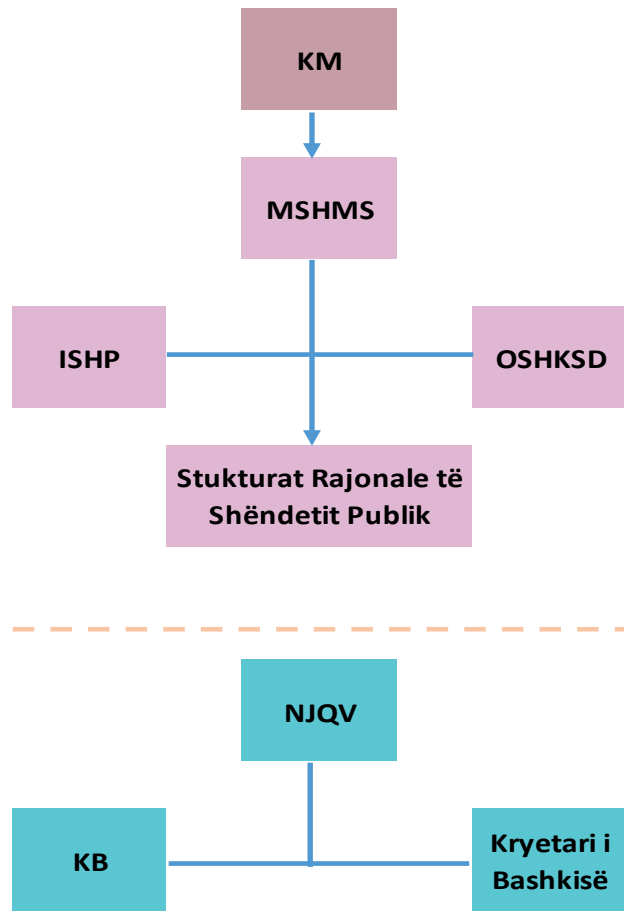 KM
MSHMS
ISHP
OSHKSD
Stukturat Rajonale të
Shëndetit Publik
NJQV
KB
Kryetari i
Bashkisë